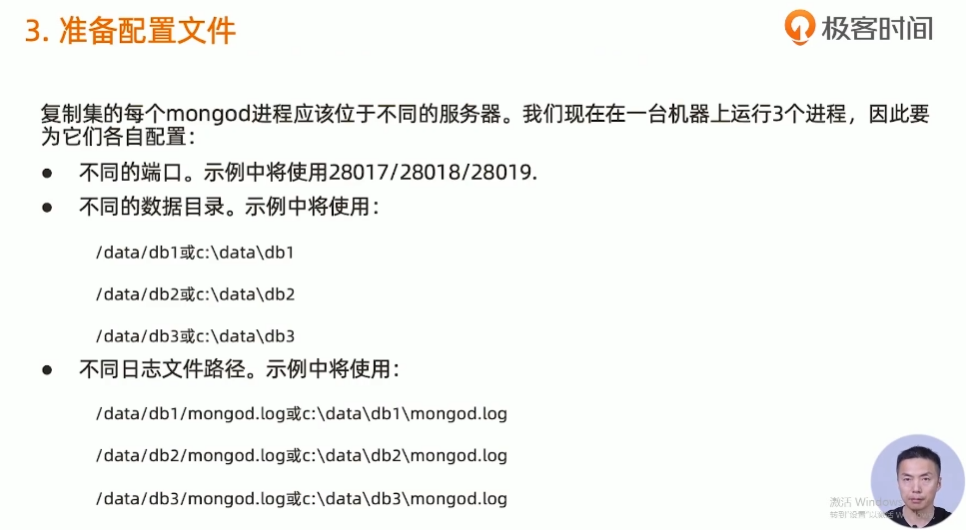 3. 准备配置文件
极客时间
复制集的每个mongod进程应该位于不同的服务器。我们现在在一台机器上运行3个进程，因此要
为它们各自配置：
● 不同的端口。示例中将使用28017/28018/28019.
● 不同的数据目录。示例中将使用：
/data/db1或c:\data\db1
/data/db2或c:\data\db2
/data/db3或c:\data\db3
● 不同日志文件路径。示例中将使用：
/data/db1/mongod.log或c:\data\db1\mongod.log
/data/db2/mongod.log或c:\data\db2\mongod.log
/data/db3/mongod.log或c:\data\db3\mongod.log
激活 Windows
转到"设置"以激活 W